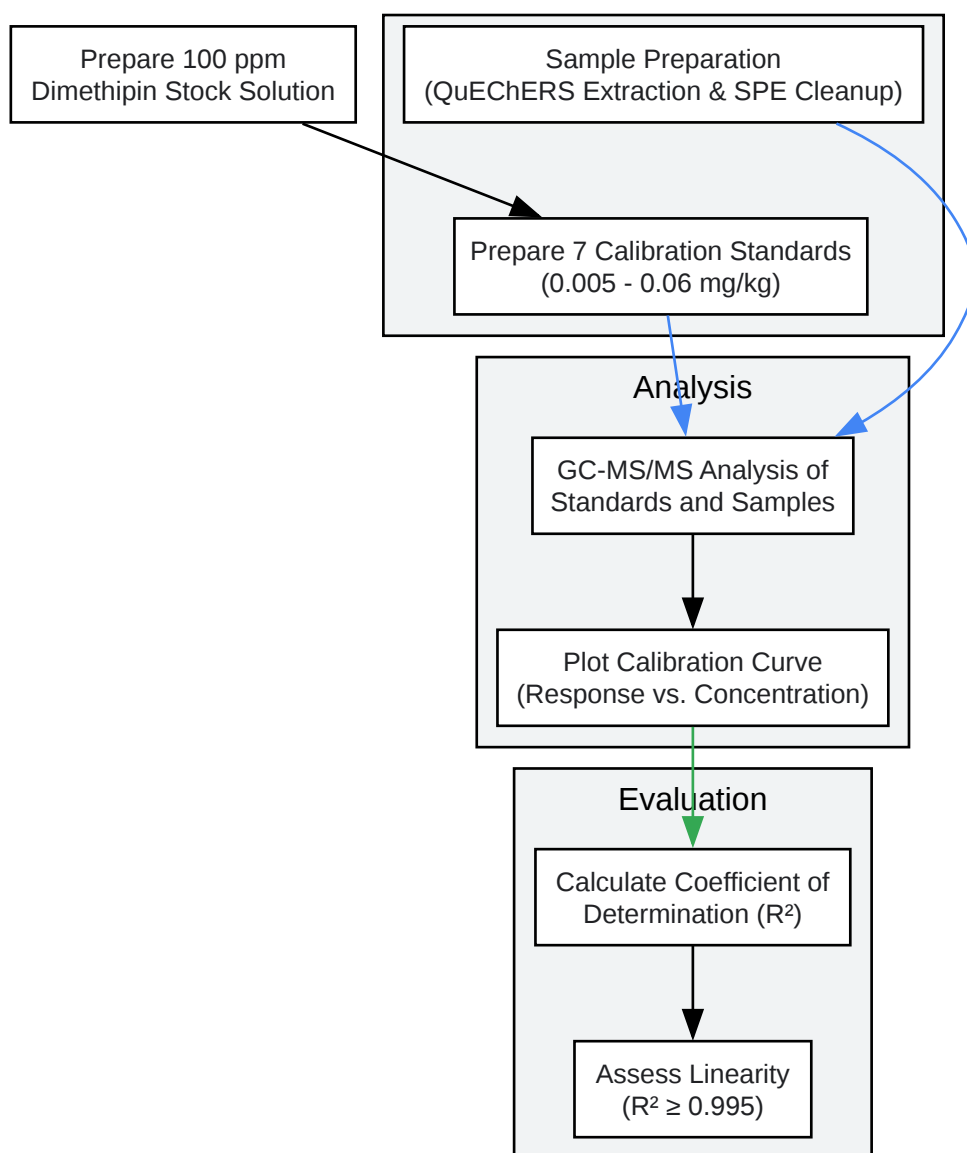 Prepare 100 ppm
Dimethipin Stock Solution
Sample Preparation
(QuEChERS Extraction & SPE Cleanup)
Prepare 7 Calibration Standards
(0.005 - 0.06 mg/kg)
Analysis
GC-MS/MS Analysis of
Standards and Samples
Plot Calibration Curve
(Response vs. Concentration)
Evaluation
Calculate Coefficient of
Determination (R²)
Assess Linearity
(R² ≥ 0.995)